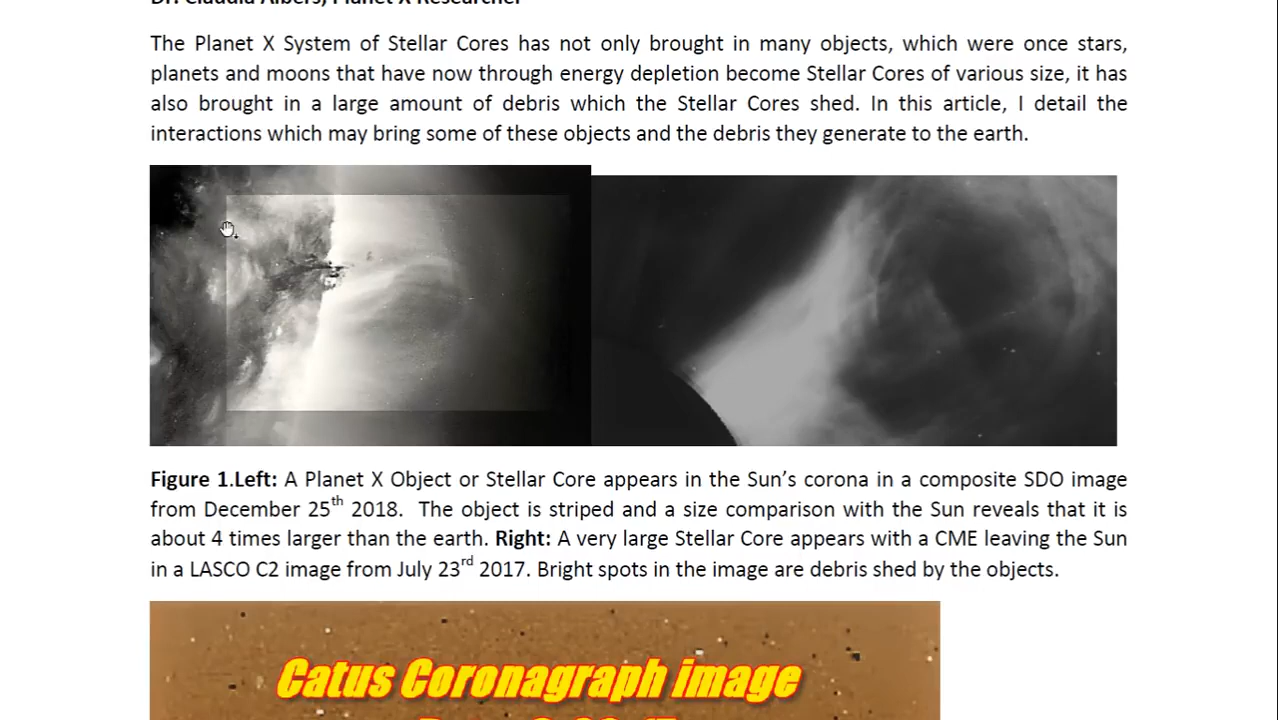 Dr. Claudia Albers, Planet X Researcher
The Planet X System of Stellar Cores has not only brought in many objects, which were once stars,
planets and moons that have now through energy depletion become Stellar Cores of various size, it has
also brought in a large amount of debris which the Stellar Cores shed. In this article, I detail the
interactions which may bring some of these objects and the debris they generate to the earth.
Figure 1.Left: A Planet X Object or Stellar Core appears in the Sun’s corona in a composite SDO image
from December 25th 2018. The object is striped and a size comparison with the Sun reveals that it is
about 4 times larger than the earth. Right: A very large Stellar Core appears with a CME leaving the Sun
in a LASCO C2 image from July 23rd 2017. Bright spots in the image are debris shed by the objects.
Catus Coronagraph image